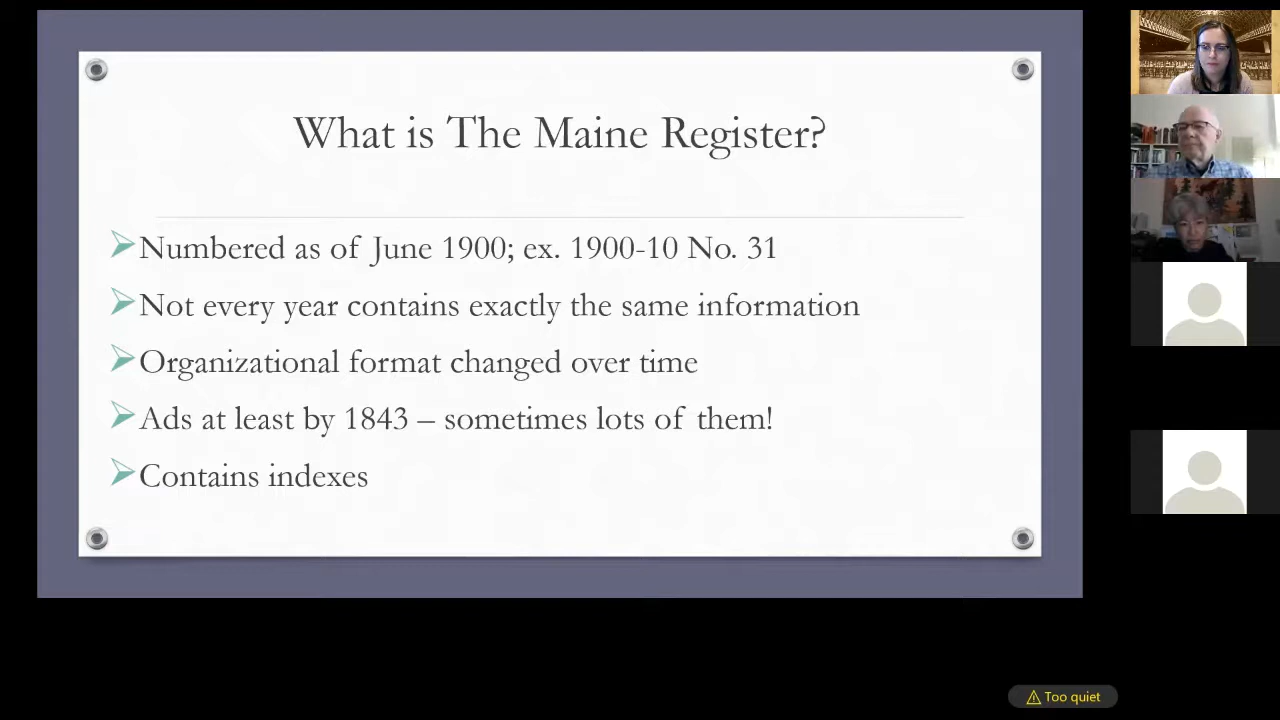 What is The Maine Register?
Numbered as of June 1900; ex. 1900-10 No. 31
Not every year contains exactly the same information
Organizational format changed over time
Ads at least by 1843 – sometimes lots of them!
Contains indexes
Too quiet